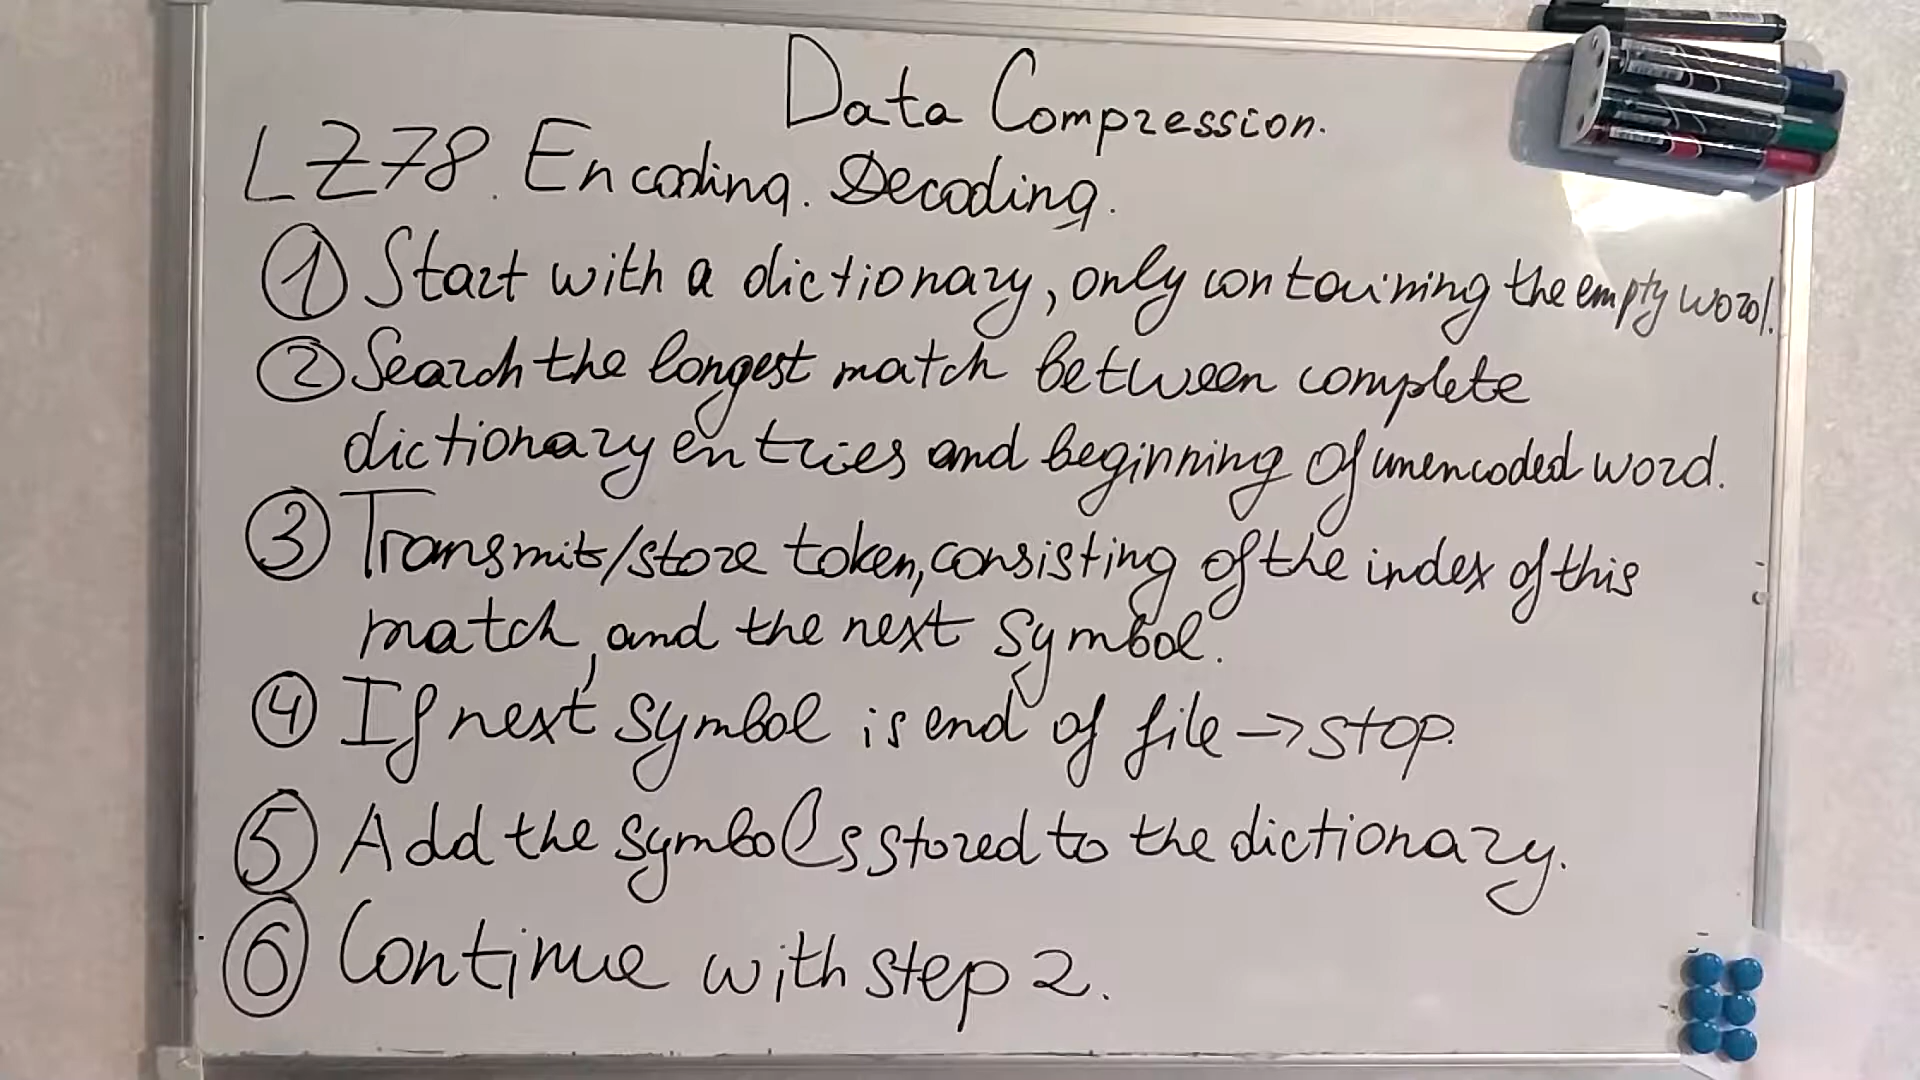 Data Compression.
LZ78. Encoding. Decoding.
1 Start with a dictionary, only containing the empty word.
2 Search the longest match between complete
dictionary entries and beginning of unencoded word.
3 Transmit/store token, consisting of the index of this
match, and the next symbol.
4 If next symbol is end of file → stop.
5 Add the symbols stored to the dictionary.
6 Continue with step 2.